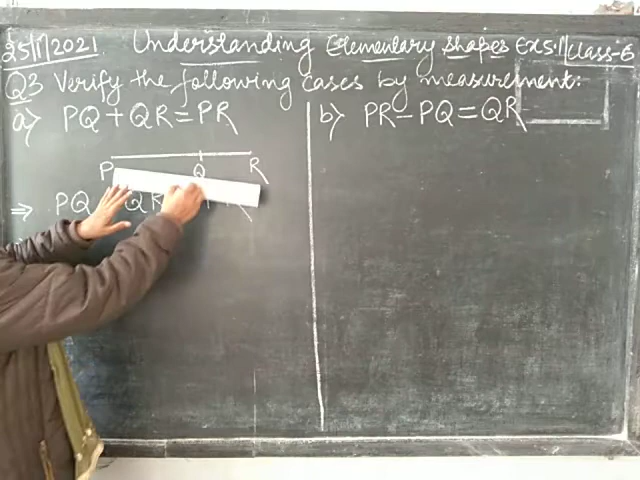 25/1/2021. Understanding Elementary shapes Ex5.1 class-6
Q3 Verify the following cases by measurement:
a) PQ + QR = PR
b) PR - PQ = QR
P Q R
⇒ PQ QR